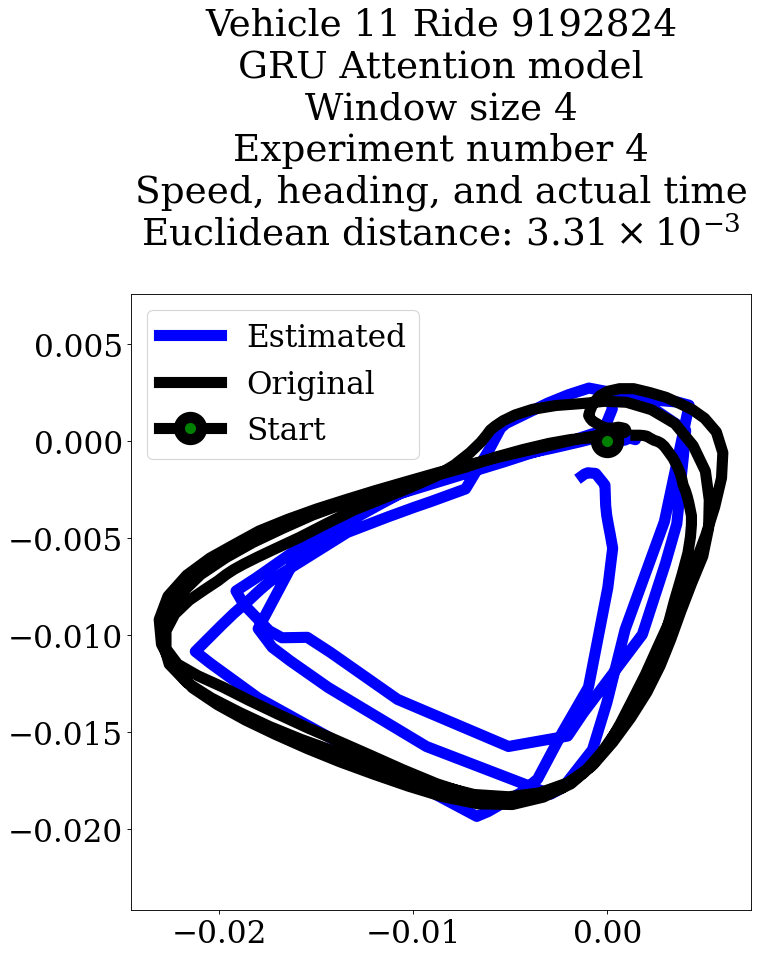 Vehicle 11 Ride 9192824
GRU Attention model
Window size 4
Experiment number 4
Speed, heading, and actual time
Euclidean distance: 3.31 × 10⁻³
Estimated
Original
Start
0.005
0.000
−0.005
−0.010
−0.015
−0.020
−0.02
−0.01
0.00